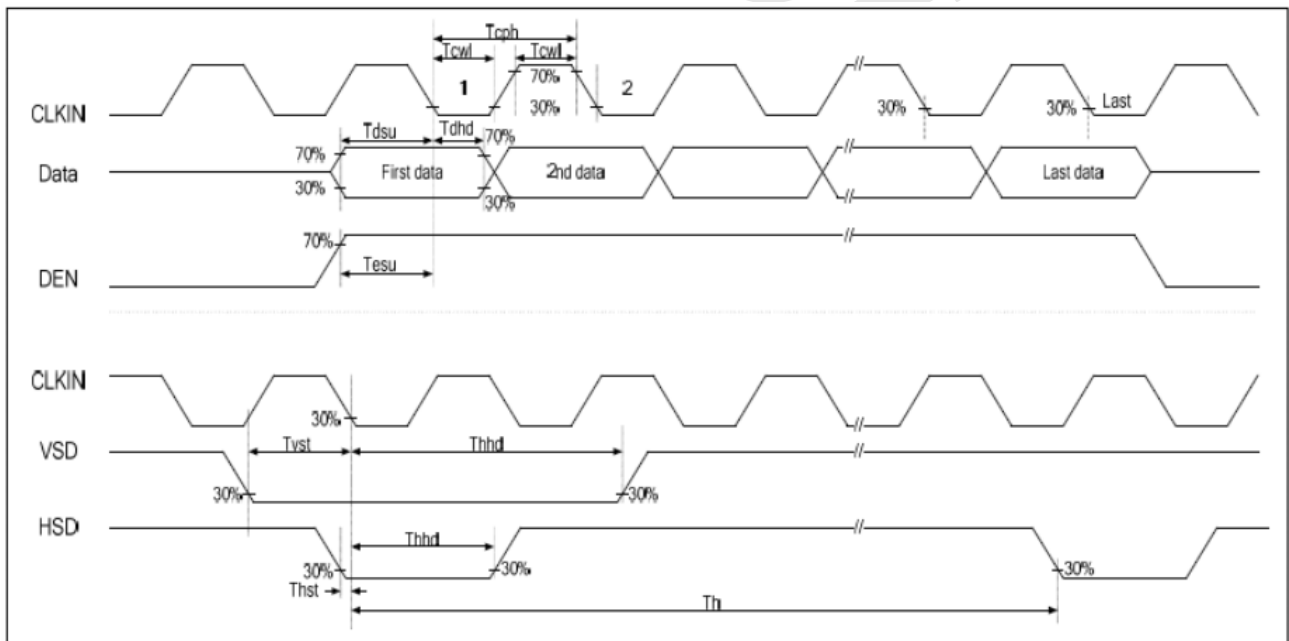 Tcph
Tcwl Tcwl
1 70% 2
CLKIN 30% 30% 30% Last
Tdsu Tdhd
70% 70%
Data First data 2nd data Last data
30% 30%
70%
DEN Tesu
CLKIN
30%
VSD Tvst Thhd
30% 30%
HSD
Thhd
30% 30% 30%
Thst
Th